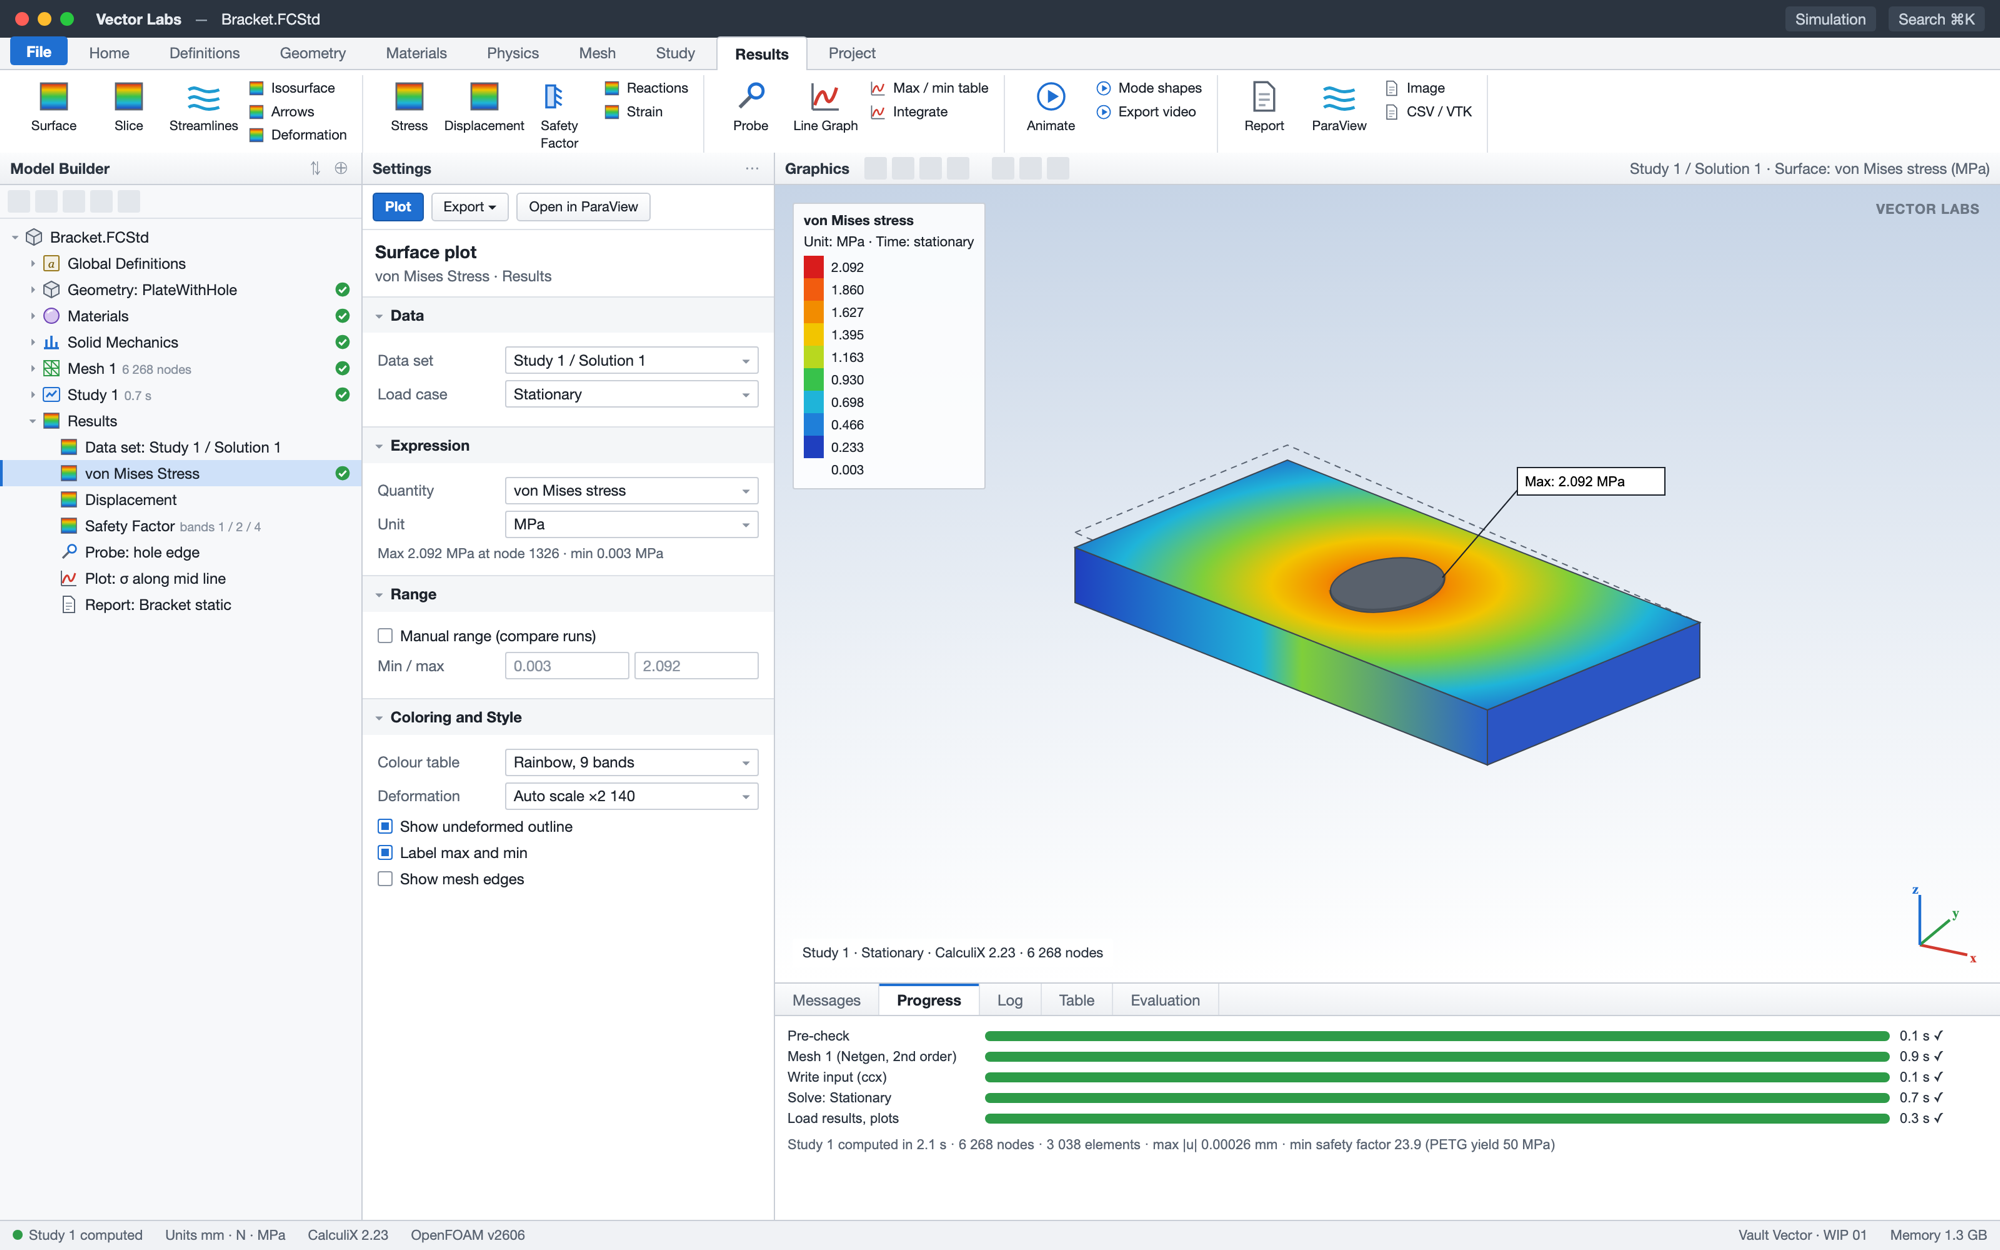 Vector Labs — Bracket.FCStd
Simulation
Search ⌘K
File
Home
Definitions
Geometry
Materials
Physics
Mesh
Study
Results
Project
Surface
Slice
Streamlines
Isosurface
Arrows
Deformation
Stress
Displacement
Safety
Factor
Reactions
Strain
Probe
Line Graph
Max / min table
Integrate
Animate
Mode shapes
Export video
Report
ParaView
Image
CSV / VTK
Model Builder
Bracket.FCStd
a Global Definitions
Geometry: PlateWithHole
Materials
Solid Mechanics
Mesh 1 6 268 nodes
Study 1 0.7 s
Results
Data set: Study 1 / Solution 1
von Mises Stress
Displacement
Safety Factor bands 1 / 2 / 4
Probe: hole edge
Plot: σ along mid line
Report: Bracket static
Settings
Plot
Export
Open in ParaView
Surface plot
von Mises Stress · Results
Data
Data set Study 1 / Solution 1
Load case Stationary
Expression
Quantity von Mises stress
Unit MPa
Max 2.092 MPa at node 1326 · min 0.003 MPa
Range
Manual range (compare runs)
Min / max 0.003 2.092
Coloring and Style
Colour table Rainbow, 9 bands
Deformation Auto scale ×2 140
Show undeformed outline
Label max and min
Show mesh edges
Graphics
Study 1 / Solution 1 · Surface: von Mises stress (MPa)
VECTOR LABS
von Mises stress
Unit: MPa · Time: stationary
2.092
1.860
1.627
1.395
1.163
0.930
0.698
0.466
0.233
0.003
Max: 2.092 MPa
z
y
x
Study 1 · Stationary · CalculiX 2.23 · 6 268 nodes
Messages
Progress
Log
Table
Evaluation
Pre-check 0.1 s ✓
Mesh 1 (Netgen, 2nd order) 0.9 s ✓
Write input (ccx) 0.1 s ✓
Solve: Stationary 0.7 s ✓
Load results, plots 0.3 s ✓
Study 1 computed in 2.1 s · 6 268 nodes · 3 038 elements · max |u| 0.00026 mm · min safety factor 23.9 (PETG yield 50 MPa)
Study 1 computed
Units mm · N · MPa
CalculiX 2.23
OpenFOAM v2606
Vault Vector · WIP 01
Memory 1.3 GB